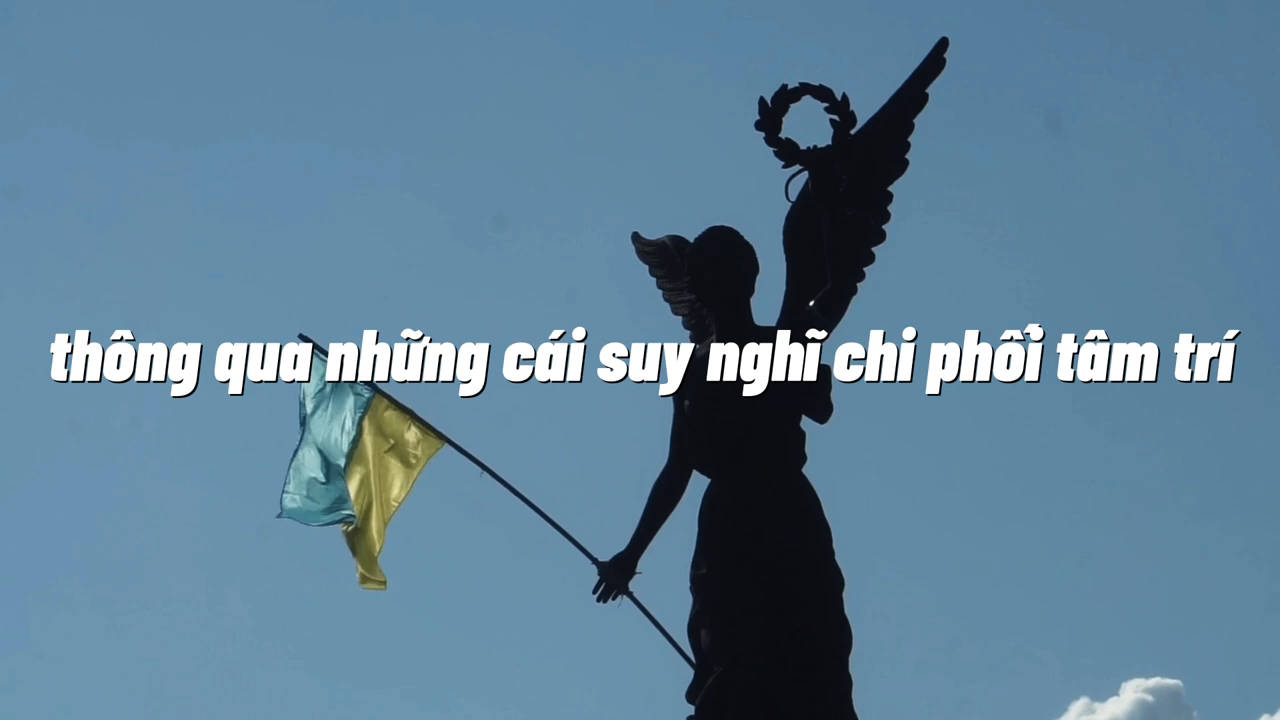 thông qua những cái suy nghĩ chi phối tâm trí